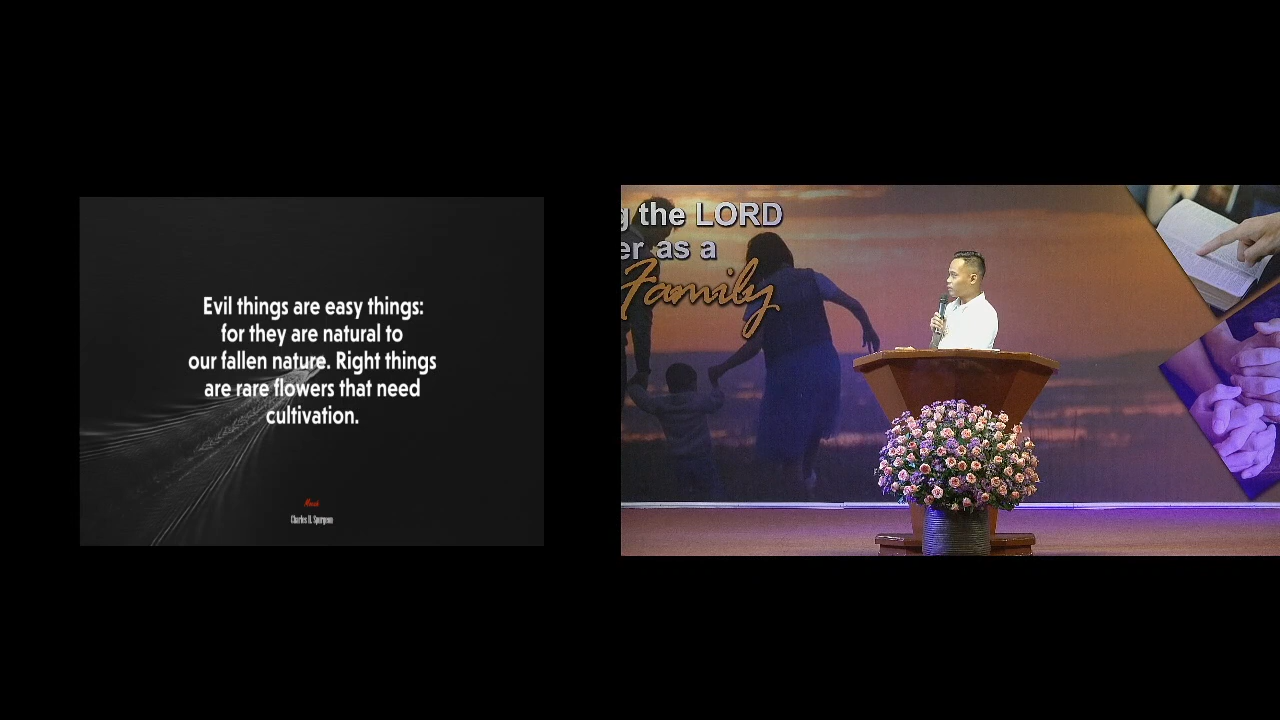 Evil things are easy things:
for they are natural to
our fallen nature. Right things
are rare flowers that need
cultivation.
Charles H. Spurgeon
g the LORD
er as a
Family